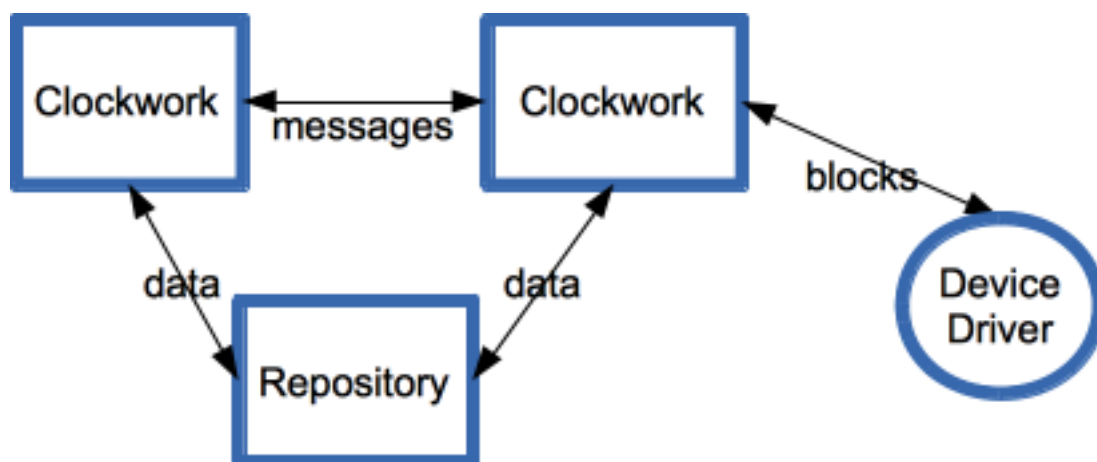 Clockwork
Clockwork
messages
blocks
data
data
Device
Driver
Repository